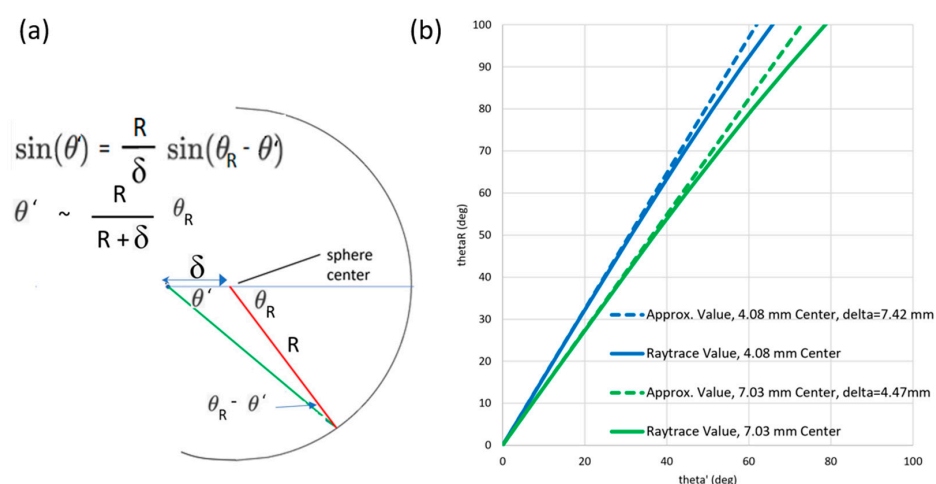 (a)
sin(θ') = R/δ sin(θR - θ')
θ' ~ R/R + δ θR
δ
sphere
center
θ'
θR
R
θR - θ'
(b)
thetaR (deg)
100
90
80
70
60
50
40
30
20
10
0
Approx. Value, 4.08 mm Center, delta=7.42 mm
Raytrace Value, 4.08 mm Center
Approx. Value, 7.03 mm Center, delta=4.47mm
Raytrace Value, 7.03 mm Center
0 20 40 60 80 100
theta' (deg)